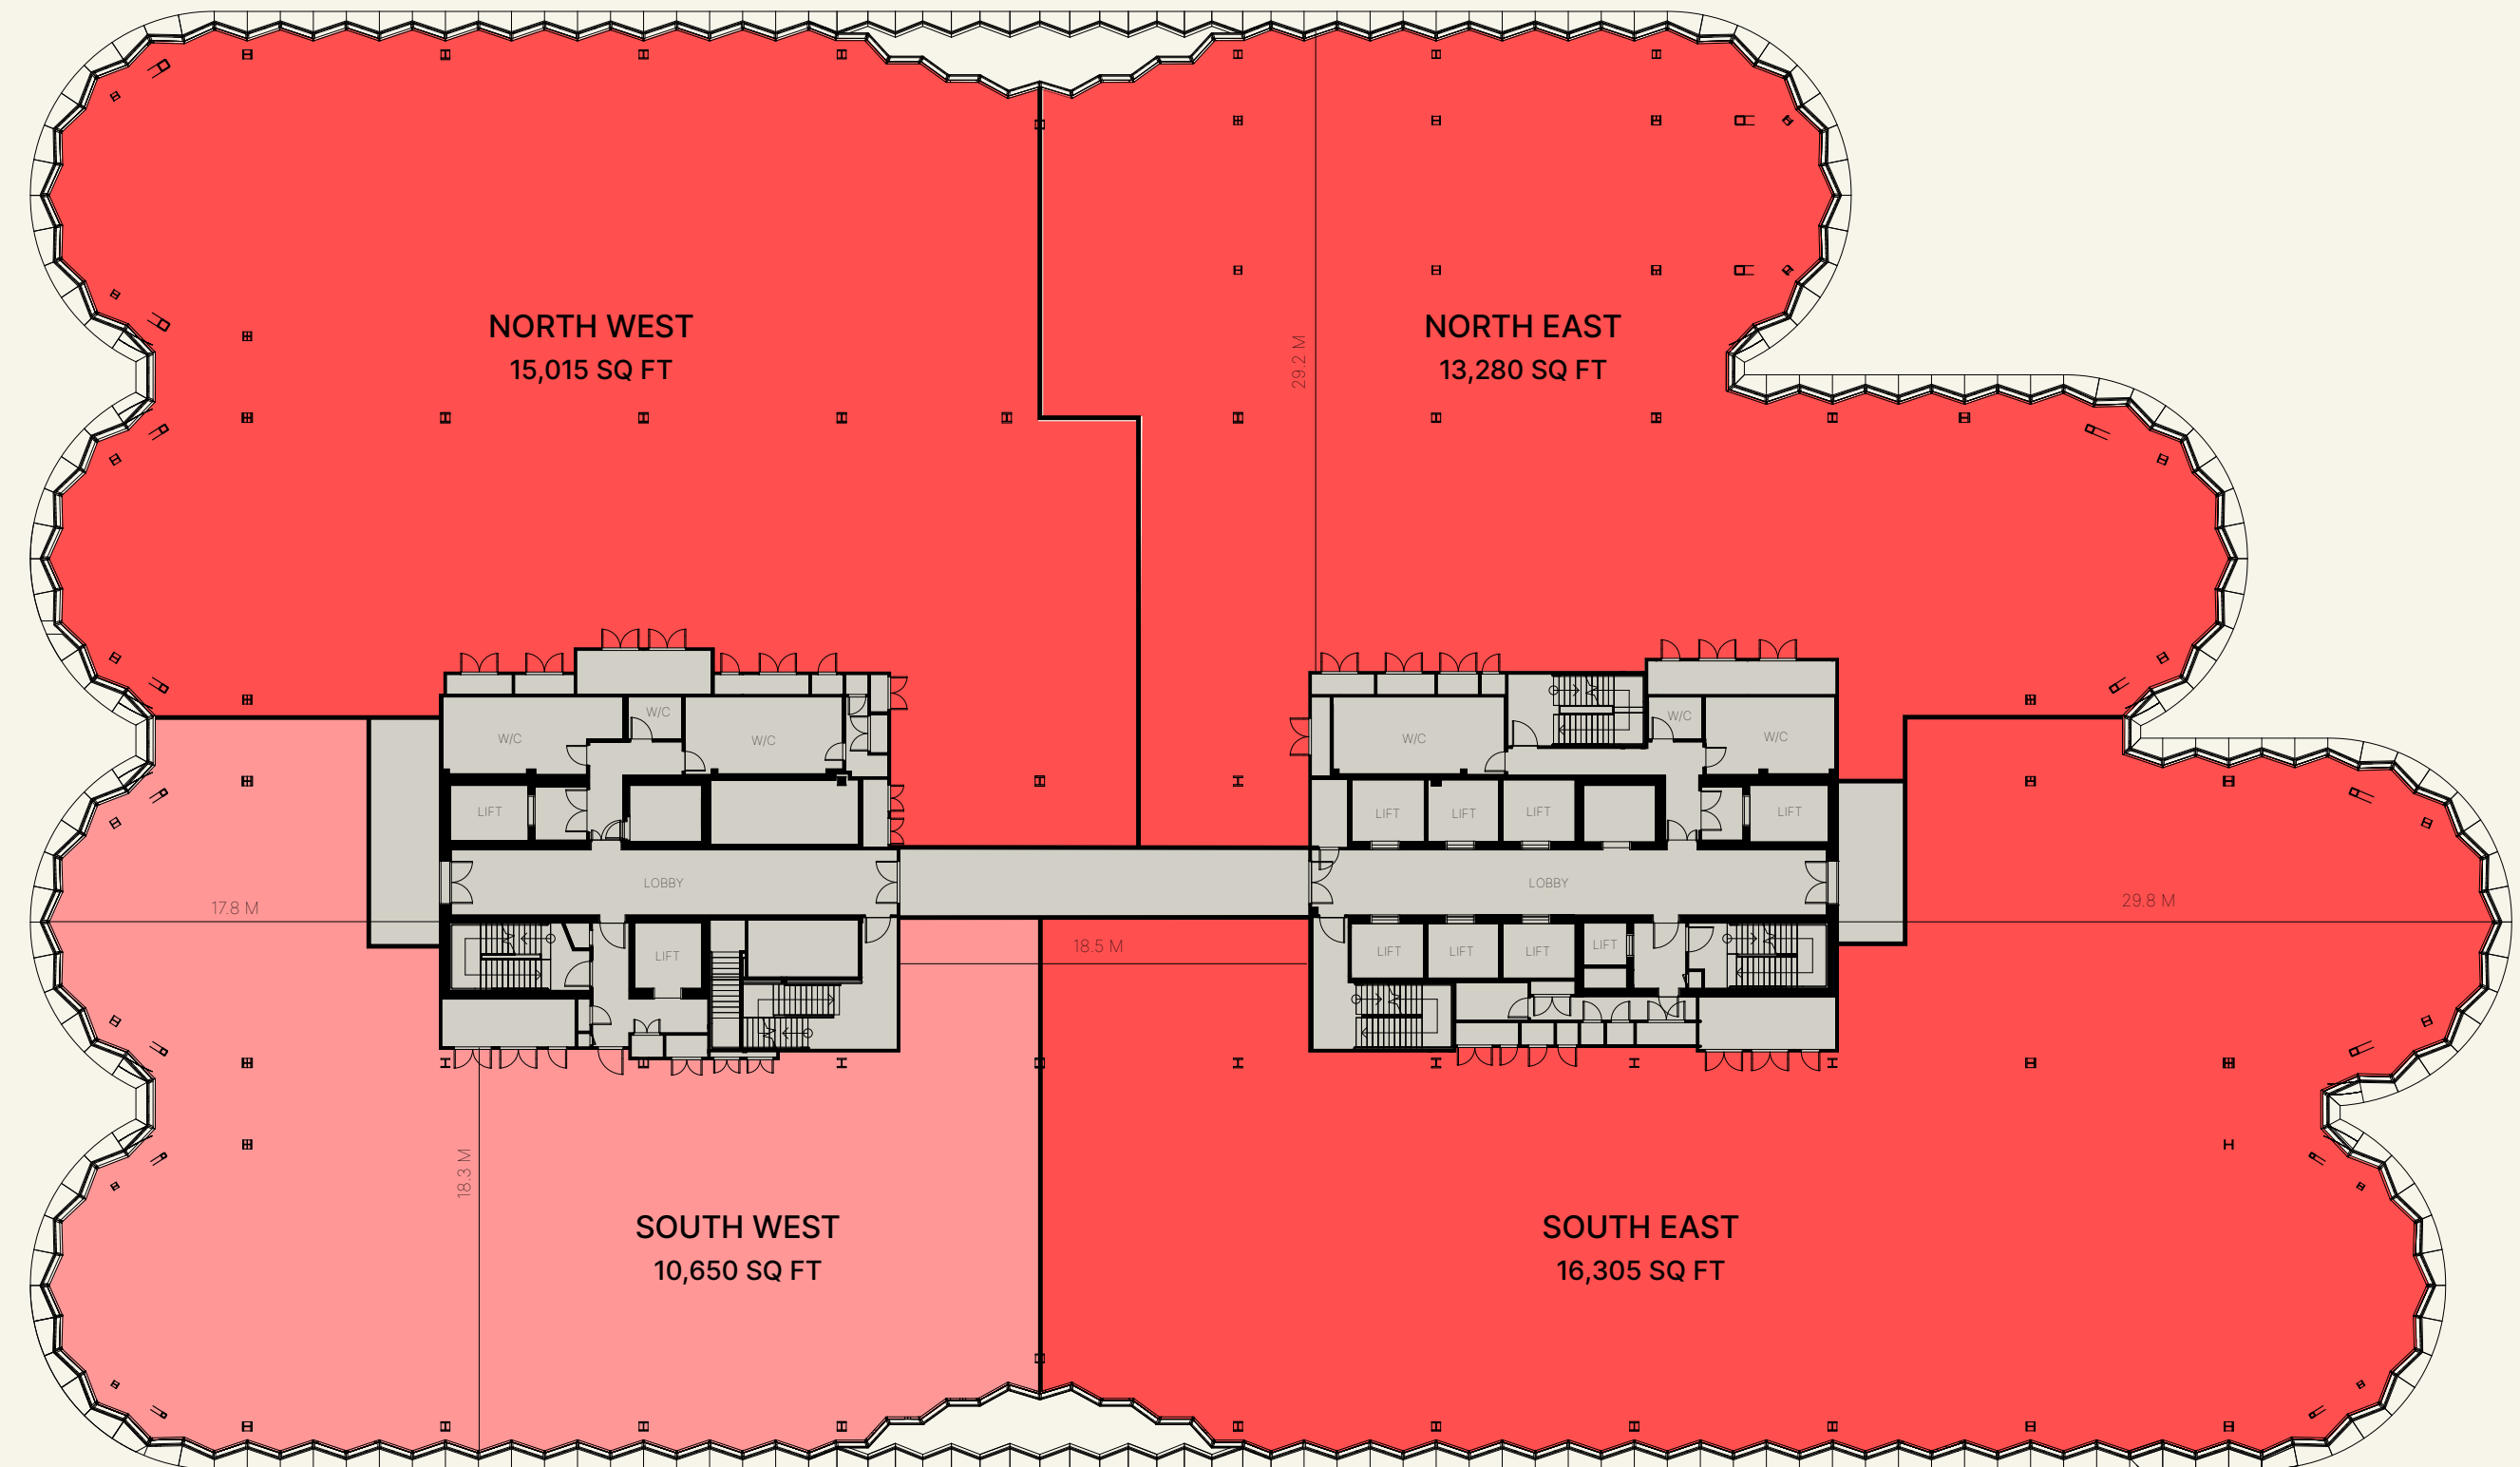 NORTH WEST
15,015 SQ FT
NORTH EAST
13,280 SQ FT
29.2 M
W/C
W/C
W/C
W/C
W/C
W/C
LIFT
LIFT
LIFT
LIFT
LIFT
LOBBY
LOBBY
17.8 M
29.8 M
18.5 M
LIFT
LIFT
LIFT
LIFT
LIFT
18.3 M
SOUTH WEST
10,650 SQ FT
SOUTH EAST
16,305 SQ FT